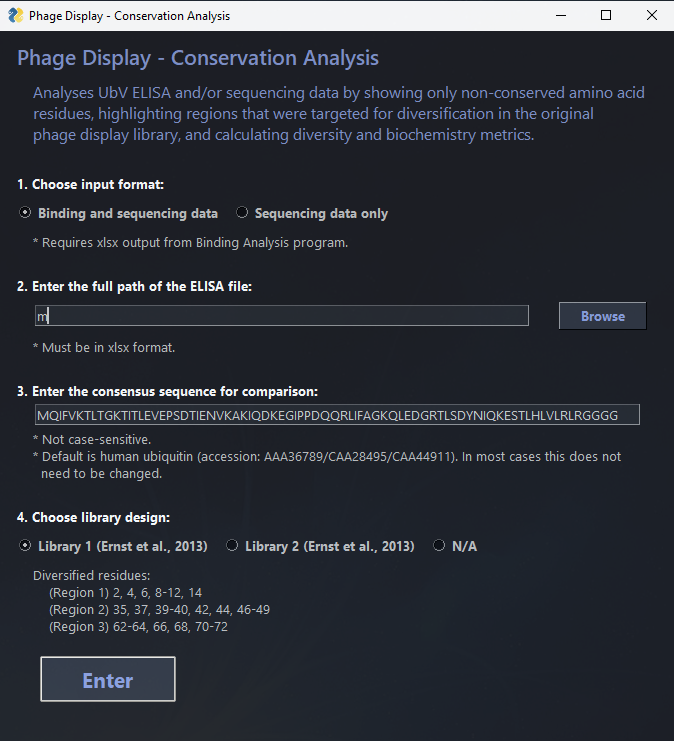 Phage Display - Conservation Analysis
Phage Display - Conservation Analysis
Analyses UbV ELISA and/or sequencing data by showing only non-conserved amino acid
residues, highlighting regions that were targeted for diversification in the original
phage display library, and calculating diversity and biochemistry metrics.
1. Choose input format:
Binding and sequencing data Sequencing data only
* Requires xlsx output from Binding Analysis program.
2. Enter the full path of the ELISA file:
m Browse
* Must be in xlsx format.
3. Enter the consensus sequence for comparison:
MQIFVKTLTGKTITLEVEPSDTIENVKAKIQDKEGIPPDQQRLIFAGKQLEDGRTLSDYNIQKESTLHLVLRLRGGGG
* Not case-sensitive.
* Default is human ubiquitin (accession: AAA36789/CAA28495/CAA44911). In most cases this does not
need to be changed.
4. Choose library design:
Library 1 (Ernst et al., 2013) Library 2 (Ernst et al., 2013) N/A
Diversified residues:
(Region 1) 2, 4, 6, 8-12, 14
(Region 2) 35, 37, 39-40, 42, 44, 46-49
(Region 3) 62-64, 66, 68, 70-72
Enter